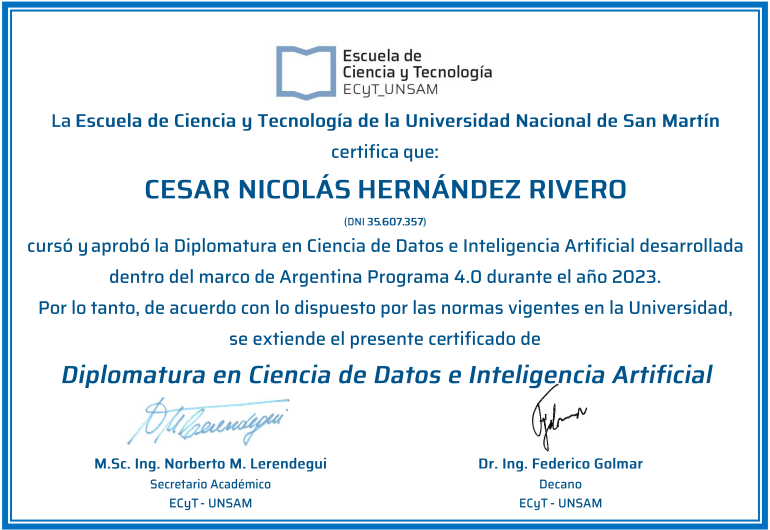 Escuela de
Ciencia y Tecnología
ECyT_UNSAM
La Escuela de Ciencia y Tecnología de la Universidad Nacional de San Martín
certifica que:
CESAR NICOLÁS HERNÁNDEZ RIVERO
(DNI 35.607.357)
cursó y aprobó la Diplomatura en Ciencia de Datos e Inteligencia Artificial desarrollada
dentro del marco de Argentina Programa 4.0 durante el año 2023.
Por lo tanto, de acuerdo con lo dispuesto por las normas vigentes en la Universidad,
se extiende el presente certificado de
Diplomatura en Ciencia de Datos e Inteligencia Artificial
M.Sc. Ing. Norberto M. Lerendegui
Secretario Académico
ECyT - UNSAM
Dr. Ing. Federico Golmar
Decano
ECyT - UNSAM